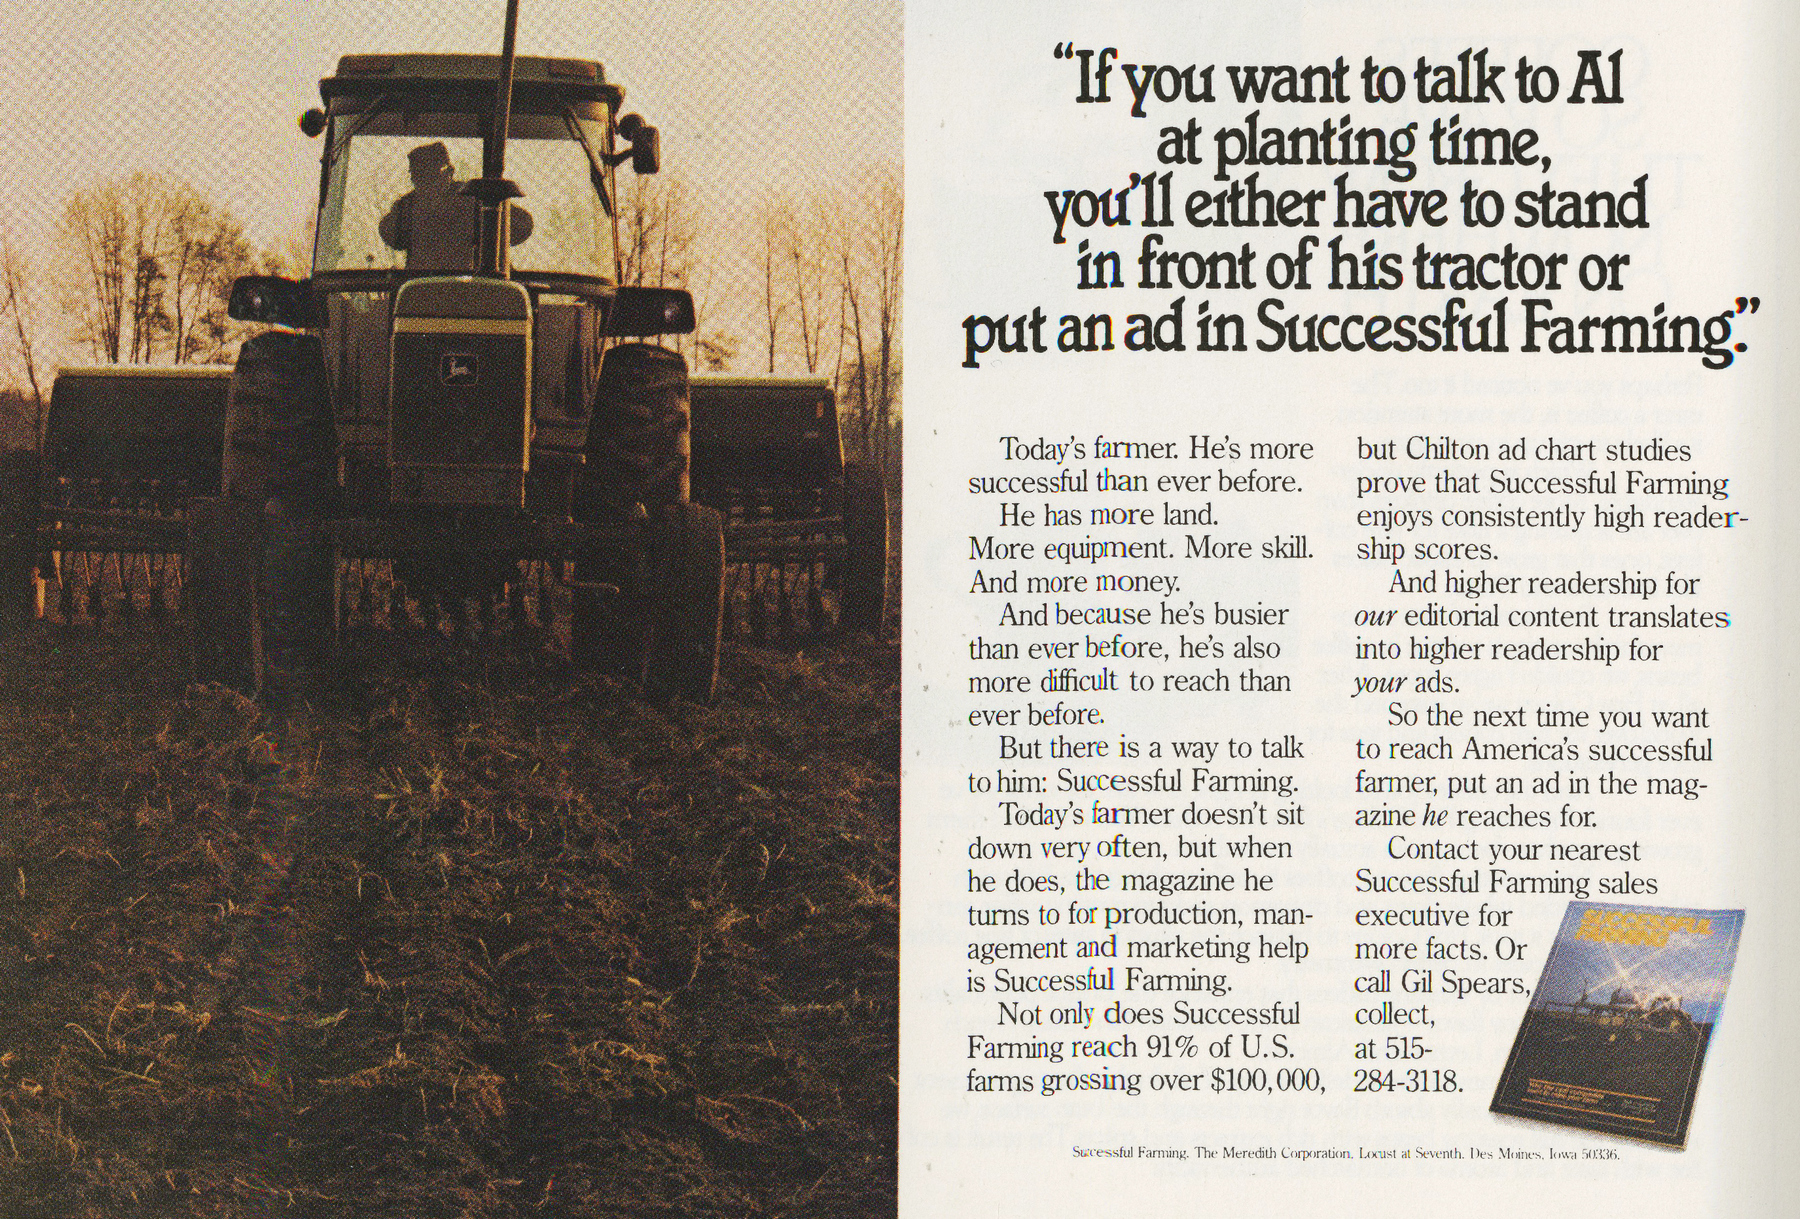 “If you want to talk to Al
at planting time,
you’ll either have to stand
in front of his tractor or
put an ad in Successful Farming.”
Today’s farmer. He’s more
successful than ever before.
He has more land.
More equipment. More skill.
And more money.
And because he’s busier
than ever before, he’s also
more difficult to reach than
ever before.
But there is a way to talk
to him: Successful Farming.
Today’s farmer doesn’t sit
down very often, but when
he does, the magazine he
turns to for production, man-
agement and marketing help
is Successful Farming.
Not only does Successful
Farming reach 91% of U.S.
farms grossing over $100,000,
but Chilton ad chart studies
prove that Successful Farming
enjoys consistently high reader-
ship scores.
And higher readership for
our editorial content translates
into higher readership for
your ads.
So the next time you want
to reach America’s successful
farmer, put an ad in the mag-
azine he reaches for.
Contact your nearest
Successful Farming sales
executive for
more facts. Or
call Gil Spears,
collect,
at 515-
284-3118.
SUCCESSFUL
FARMING
Successful Farming. The Meredith Corporation. Locust at Seventh. Des Moines, Iowa 50336.